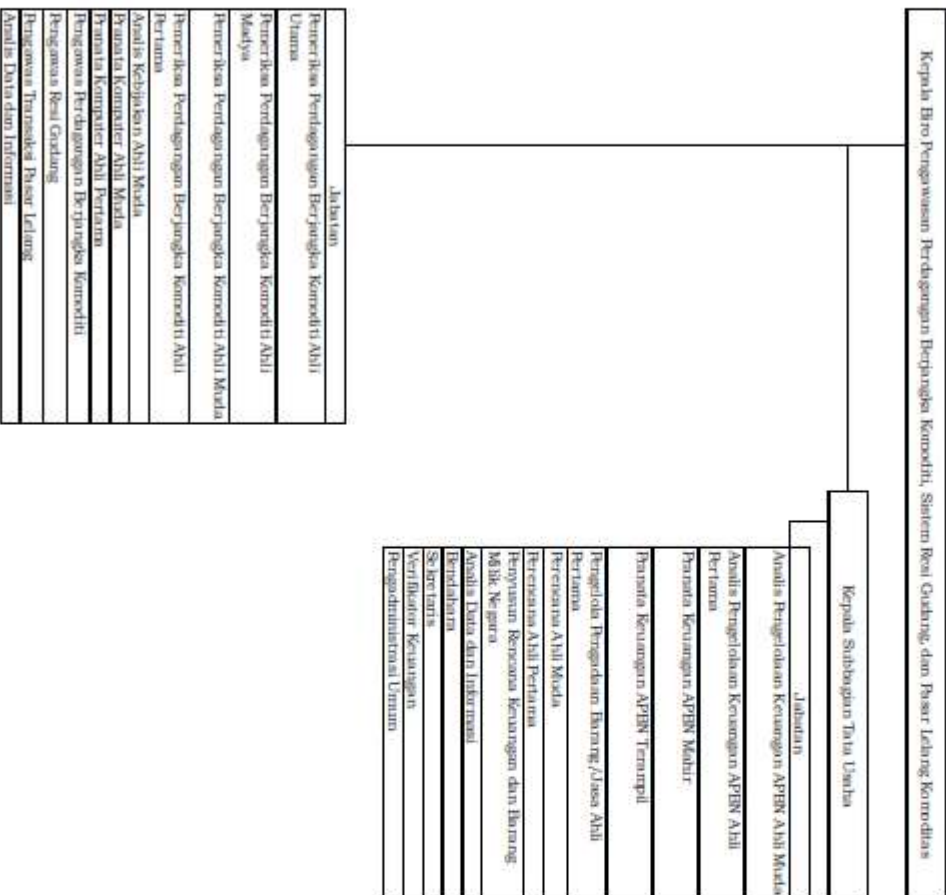 Kepala Biro Pengawasan Perdagangan Berjangka Komoditi, Sistem Resi Gudang, dan Pasar Lelang Komoditas
Kepala Subbagian Tata Usaha
Jabatan
Analis Pengelolaan Keuangan APBN Ahli Muda
Analis Pengelolaan Keuangan APBN Ahli
Pertama
Pranata Keuangan APBN Mahir
Pranata Keuangan APBN Terampil
Pengelola Pengadaan Barang/Jasa Ahli
Pertama
Perencana Ahli Muda
Perencana Ahli Pertama
Penyusun Rencana Keuangan dan Barang
Milik Negara
Analis Data dan Informasi
Bendahara
Sekretaris
Verifikator Keuangan
Pengadministrasi Umum
Jabatan
Pemeriksa Perdagangan Berjangka Komoditi Ahli
Utama
Pemeriksa Perdagangan Berjangka Komoditi Ahli
Madya
Pemeriksa Perdagangan Berjangka Komoditi Ahli Muda
Pemeriksa Perdagangan Berjangka Komoditi Ahli
Pertama
Analis Kebijakan Ahli Muda
Pranata Komputer Ahli Muda
Pranata Komputer Ahli Pertama
Pengawas Perdagangan Berjangka Komoditi
Pengawas Resi Gudang
Pengawas Transaksi Pasar Lelang
Analis Data dan Informasi